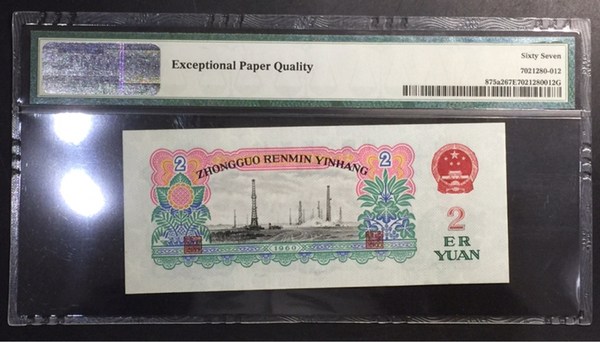 Exceptional Paper Quality
Sixty Seven
7021280-012
875a267E7021280012G
2
2
ZHONGGUO RENMIN YINHANG
1960
2
ER
YUAN